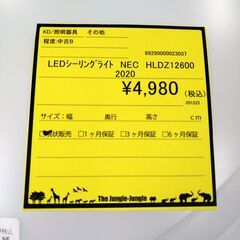 KD/照明器具 その他
程度:中古B
99290000023037
LEDシーリングライト NEC HLDZ12600
2020
¥4,980(税込)
051225
サイズ:幅 奥行 高さ cm
現状販売 □1ヶ月保証 □3ヶ月保証 □6ヶ月保証
The Jungle-Jungle